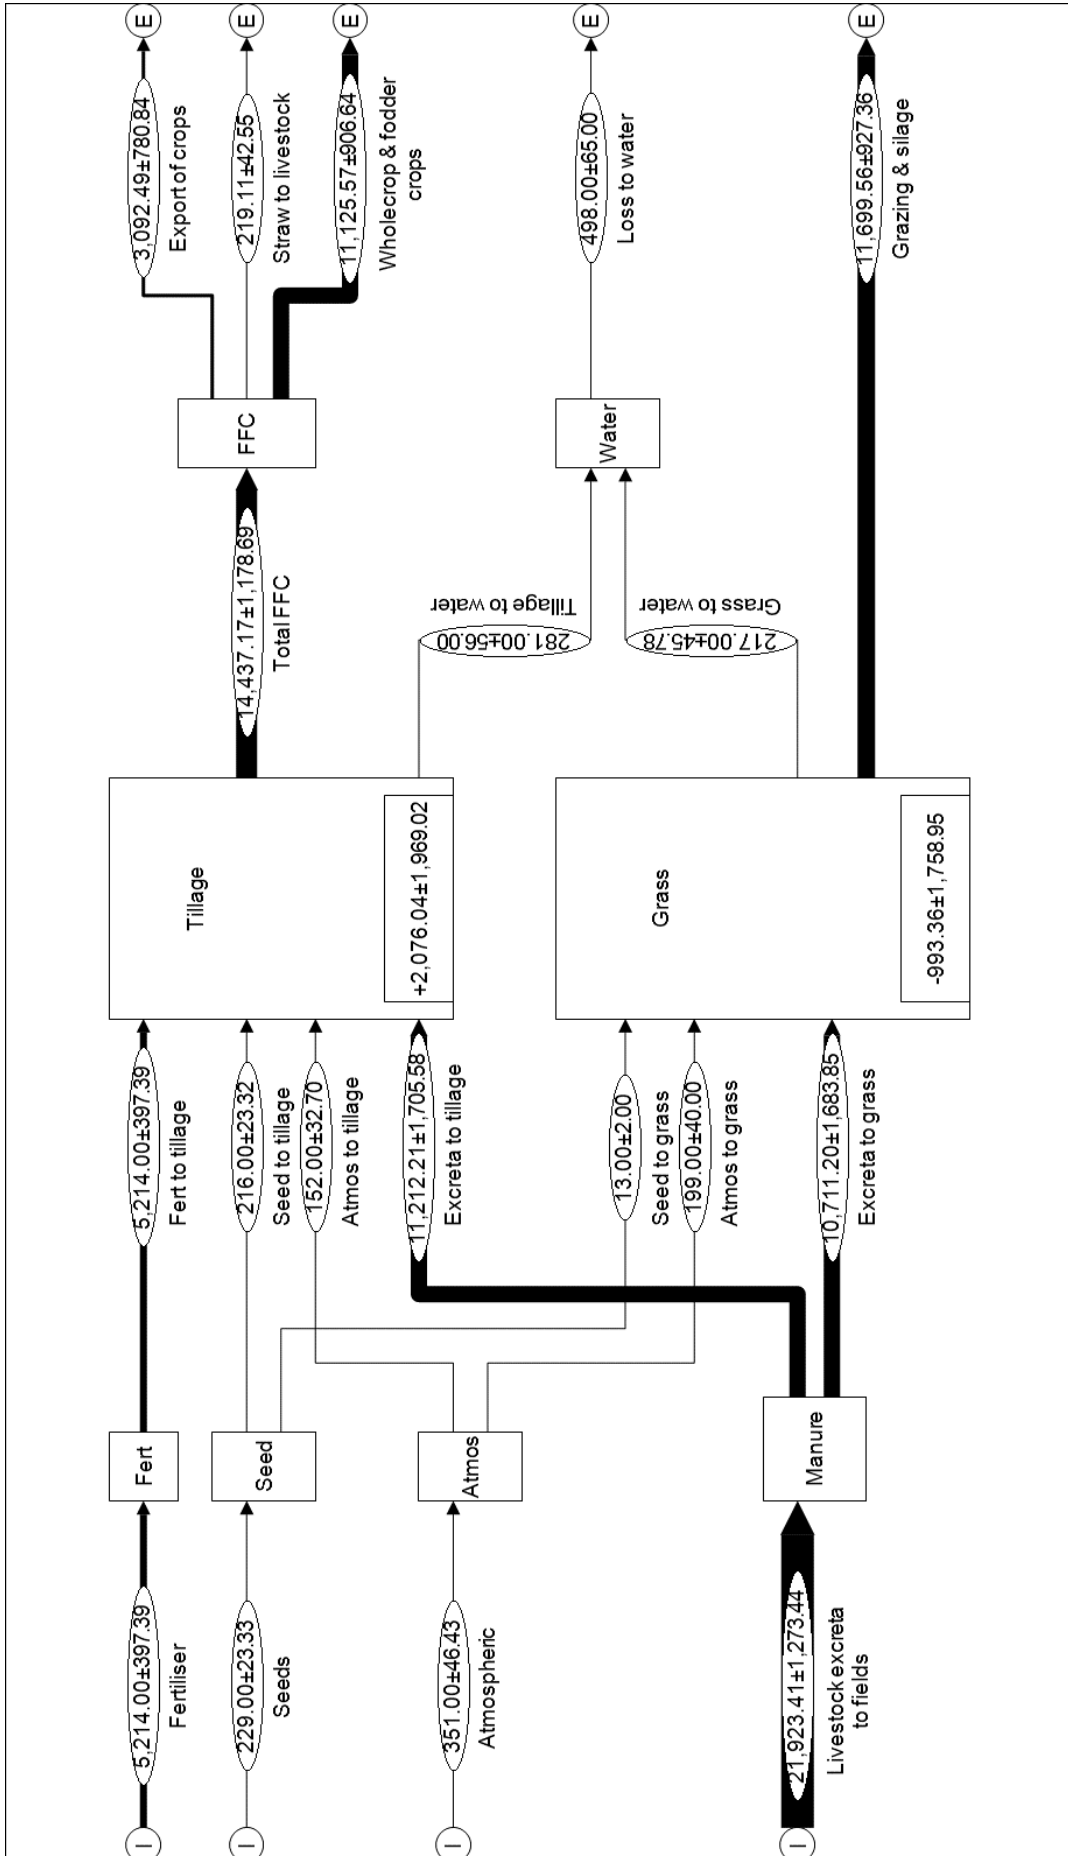 I
5,214.00±397.39
Fertiliser
Fert
5,214.00±397.39
Fert to tillage
I
229.00±23.33
Seeds
Seed
216.00±23.32
Seed to tillage
13.00±2.00
Seed to grass
I
351.00±46.43
Atmospheric
Atmos
152.00±32.70
Atmos to tillage
199.00±40.00
Atmos to grass
I
21,923.41±1,273.44
Livestock excreta
to fields
Manure
11,212.21±1,705.58
Excreta to tillage
10,711.20±1,683.85
Excreta to grass
Tillage
+2,076.04±1,969.02
Grass
-993.36±1,758.95
14,437.17±1,178.69
Total FFC
281.00±56.00
Tillage to water
217.00±45.78
Grass to water
FFC
Water
3,092.49±780.84
Export of crops
E
219.11±42.55
Straw to livestock
E
11,125.57±906.64
Wholecrop & fodder
crops
E
498.00±65.00
Loss to water
E
11,699.56±927.36
Grazing & silage
E